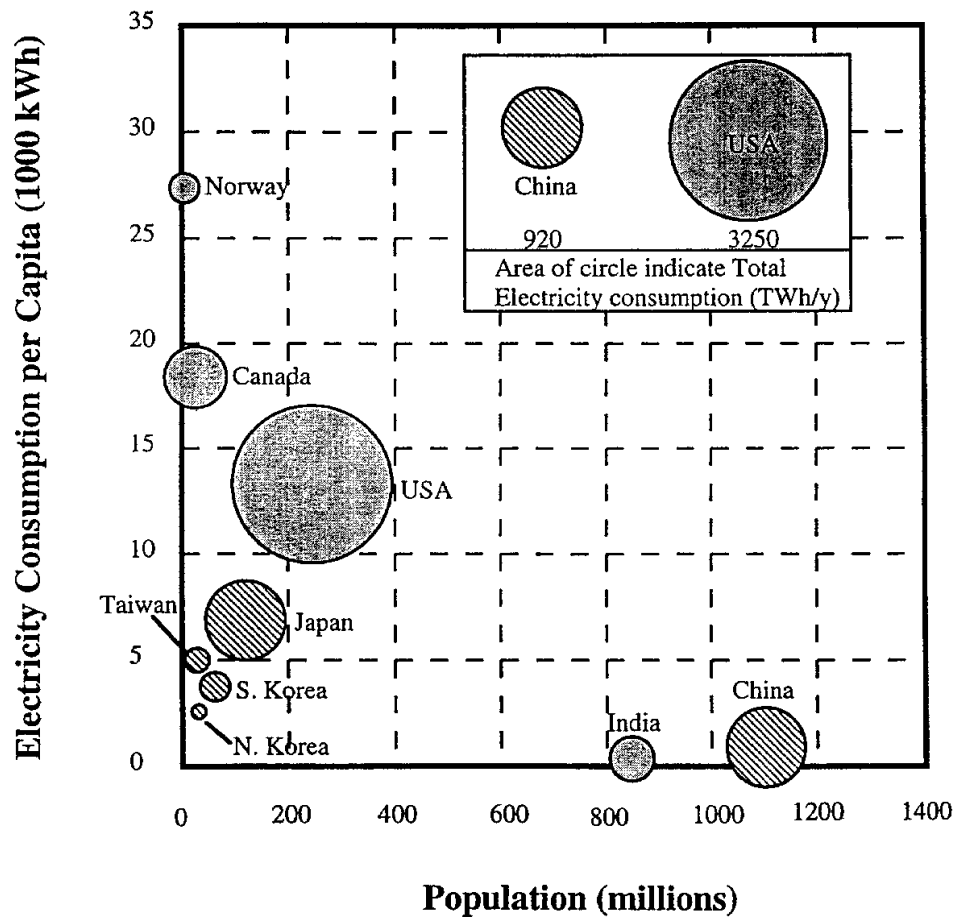 Electricity Consumption per Capita (1000 kWh)
35
30
25
20
15
10
5
0
Norway
Canada
USA
Taiwan
Japan
S. Korea
N. Korea
India
China
USA
China
920 3250
Area of circle indicate Total
Electricity consumption (TWh/y)
0 200 400 600 800 1000 1200 1400
Population (millions)